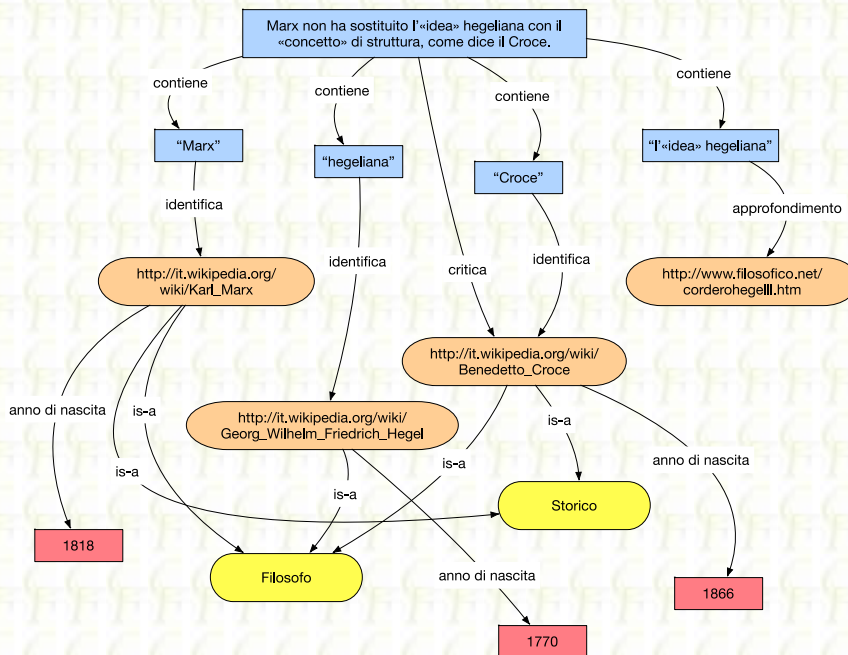 Marx non ha sostituito l'«idea» hegeliana con il
«concetto» di struttura, come dice il Croce.
contiene
contiene
contiene
contiene
“Marx”
“hegeliana”
“Croce”
“l'«idea» hegeliana”
identifica
identifica
critica
identifica
approfondimento
http://it.wikipedia.org/
wiki/Karl_Marx
http://www.filosofico.net/
corderohegelIl.htm
http://it.wikipedia.org/wiki/
Benedetto_Croce
http://it.wikipedia.org/wiki/
Georg_Wilhelm_Friedrich_Hegel
anno di nascita
is-a
is-a
is-a
is-a
is-a
anno di nascita
Storico
1818
Filosofo
anno di nascita
1866
1770